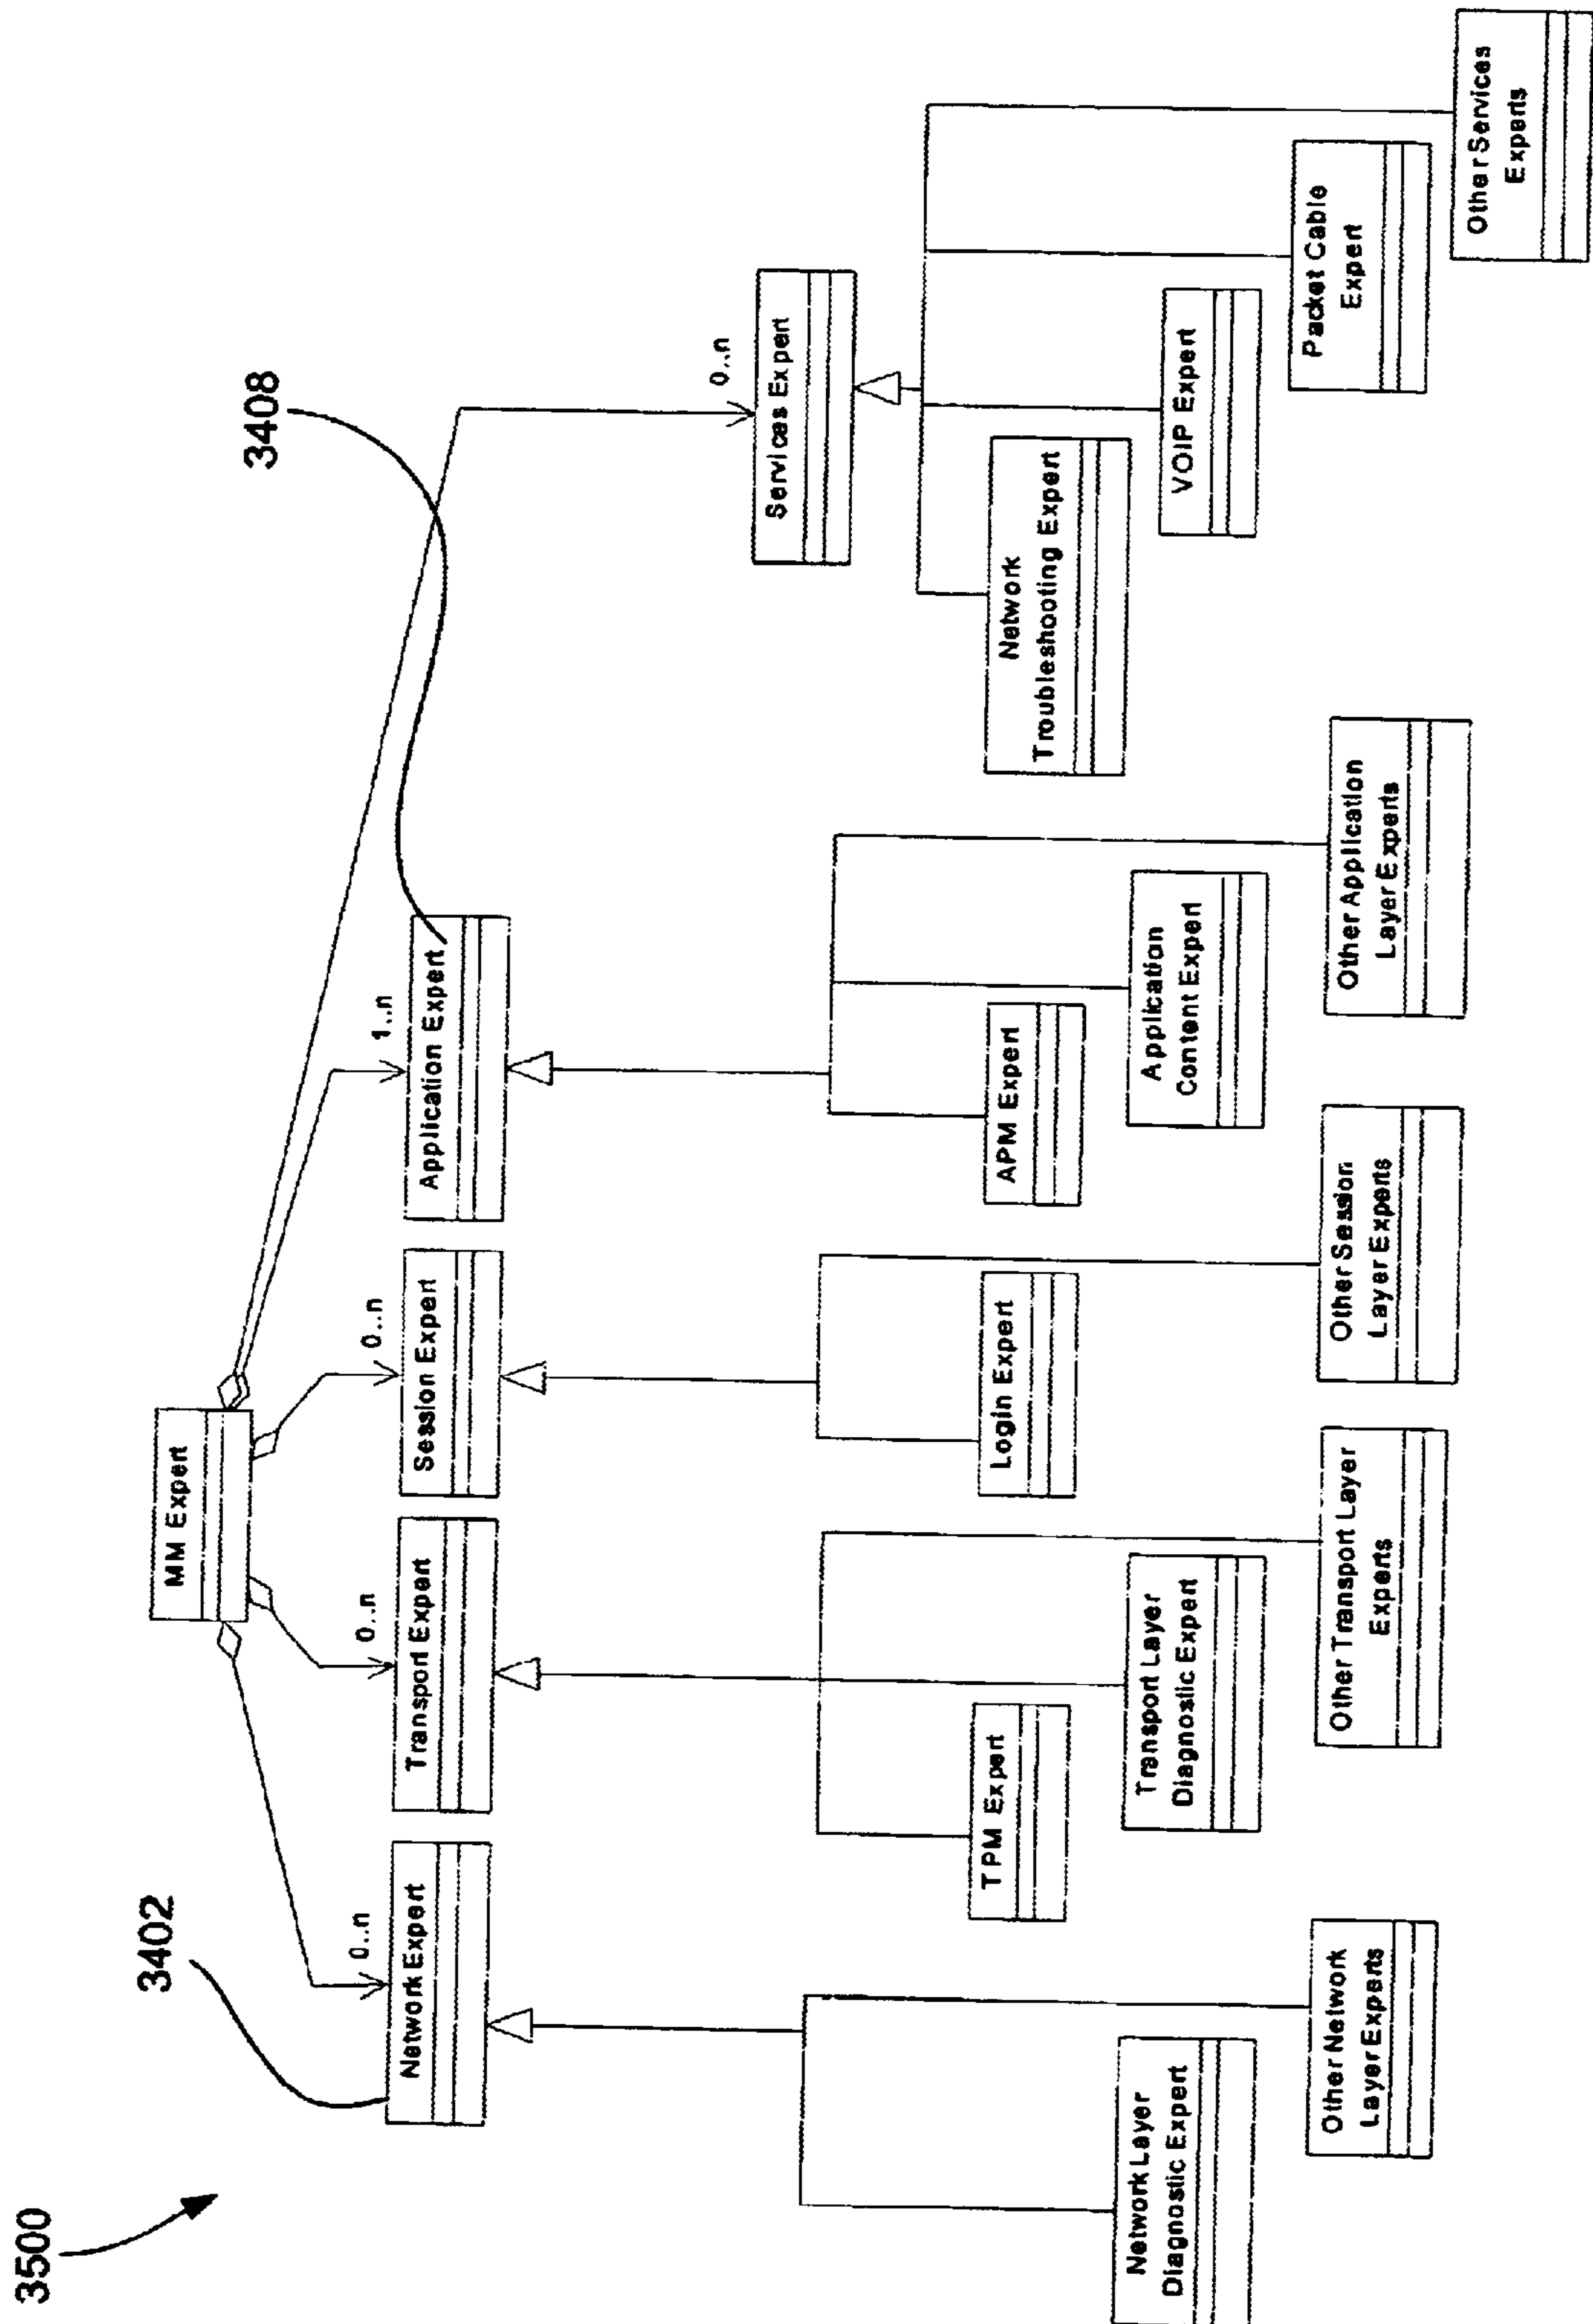 3500
MM Expert
3402
0..n
0..n
0..n
1..n
3408
0..n
Network Expert
Transport Expert
Session Expert
Application Expert
Services Expert
Network Layer
Diagnostic Expert
Other Network
Layer Experts
TPM Expert
Transport Layer
Diagnostic Expert
Other Transport Layer
Experts
Login Expert
Other Session
Layer Experts
APM Expert
Application
Content Expert
Other Application
Layer Experts
Network
Troubleshooting Expert
VOIP Expert
Packet Cable
Expert
Other Services
Experts